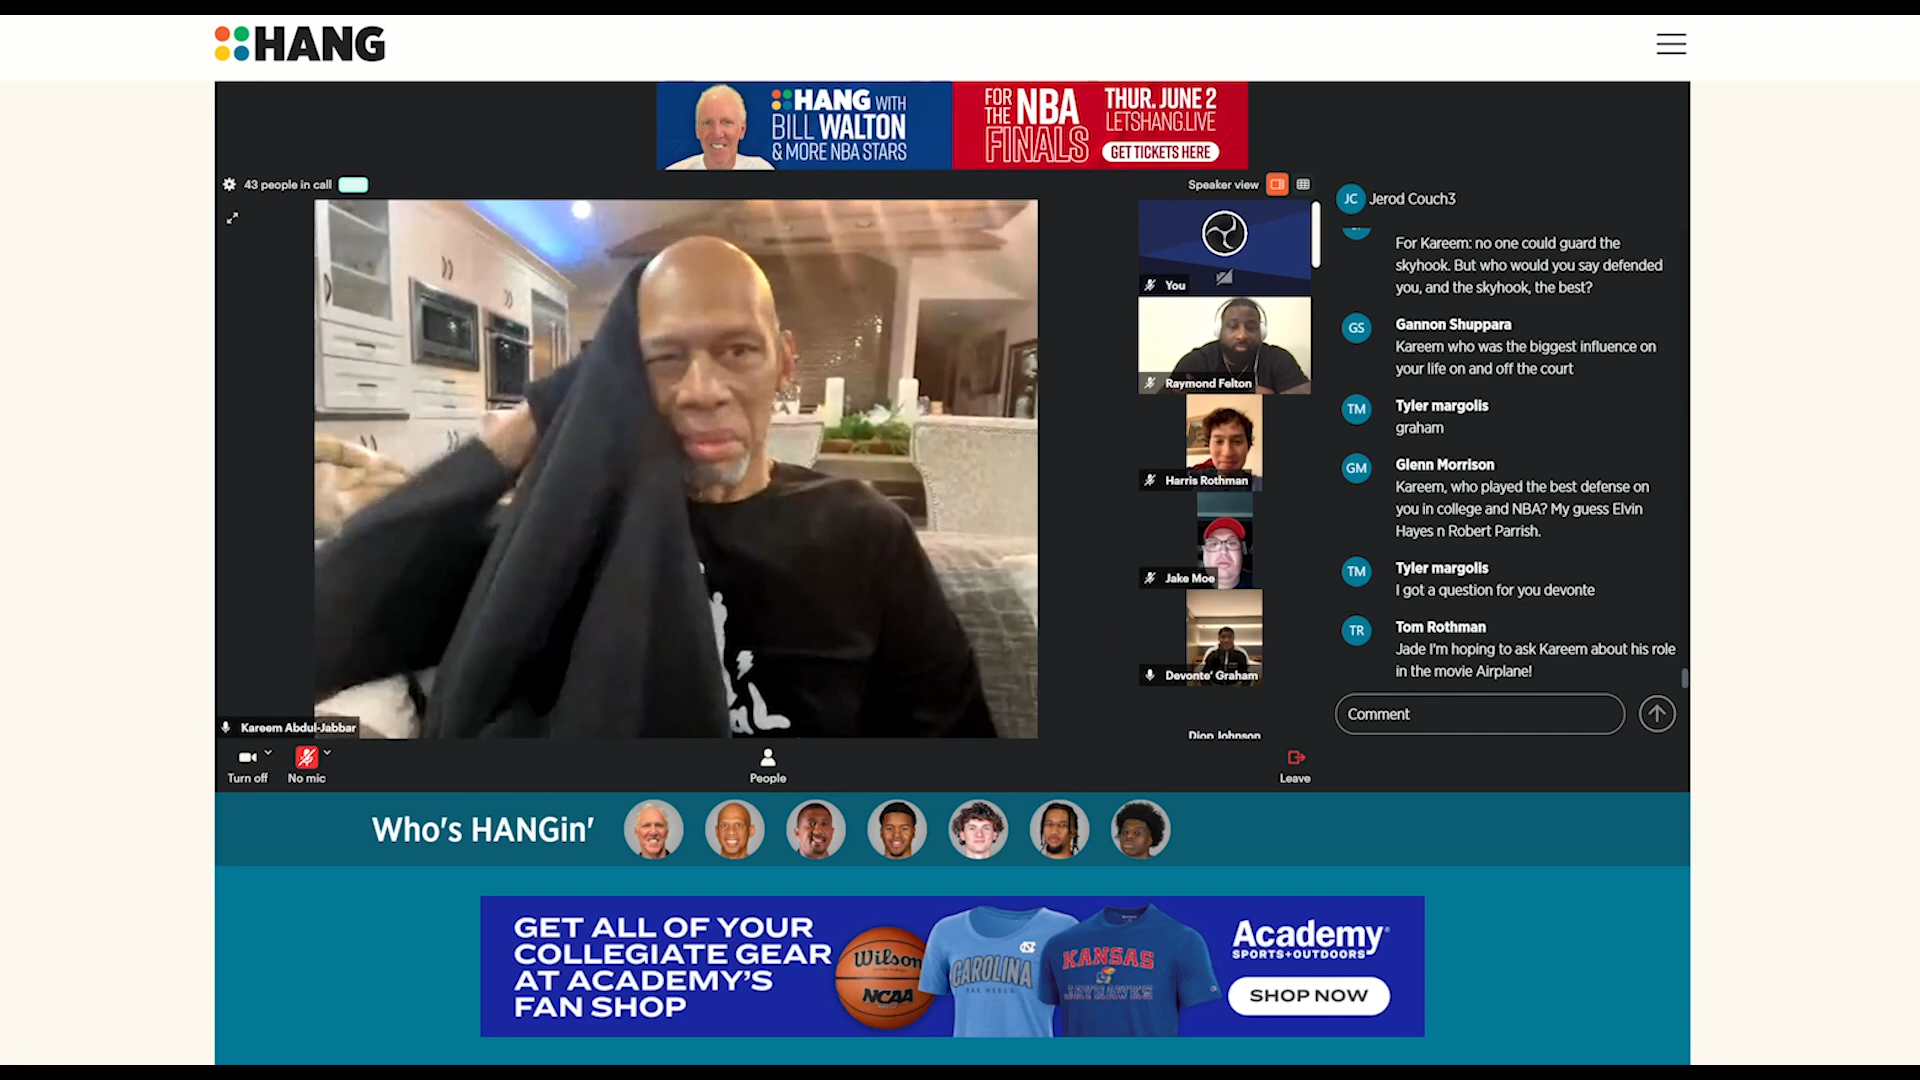 HANG
HANG WITH
BILL WALTON
& MORE NBA STARS
FOR
THE NBA
FINALS
THUR. JUNE 2
LETSHANG.LIVE
GET TICKETS HERE
43 people in call
Speaker view
You
Raymond Felton
Harris Rothman
Jake Moe
Devonte' Graham
Dion Johnson
Kareem Abdul-Jabbar
Turn off
No mic
People
Leave
JC Jerod Couch3
For Kareem: no one could guard the
skyhook. But who would you say defended
you, and the skyhook, the best?
GS Gannon Shuppara
Kareem who was the biggest influence on
your life on and off the court
TM Tyler margolis
graham
GM Glenn Morrison
Kareem, who played the best defense on
you in college and NBA? My guess Elvin
Hayes n Robert Parrish.
TM Tyler margolis
I got a question for you devonte
TR Tom Rothman
Jade I'm hoping to ask Kareem about his role
in the movie Airplane!
Comment
Who's HANGin'
GET ALL OF YOUR
COLLEGIATE GEAR
AT ACADEMY'S
FAN SHOP
Wilson
NCAA
CAROLINA
TAR HEELS
KANSAS
JAYHAWKS
Academy
SPORTS+OUTDOORS
SHOP NOW